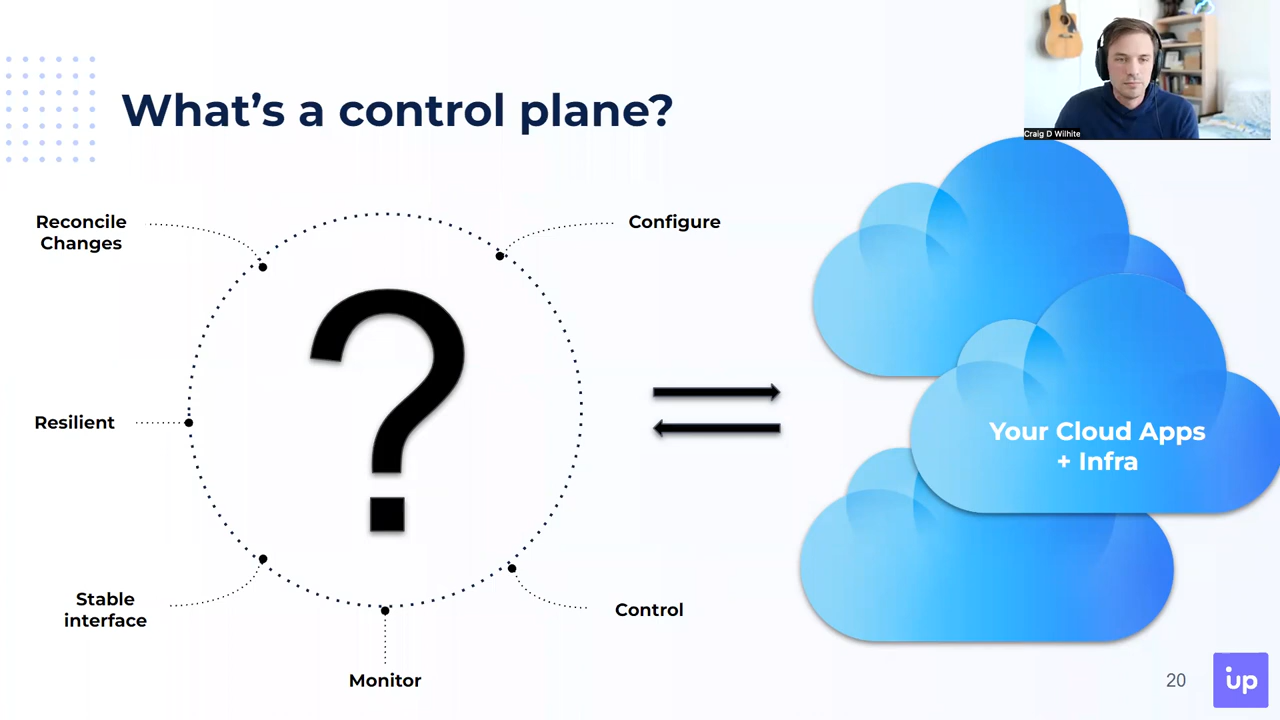 Craig D Wilhite
What's a control plane?
Reconcile
Changes
Configure
?
Resilient
Your Cloud Apps
+ Infra
Stable
interface
Control
Monitor
20
up